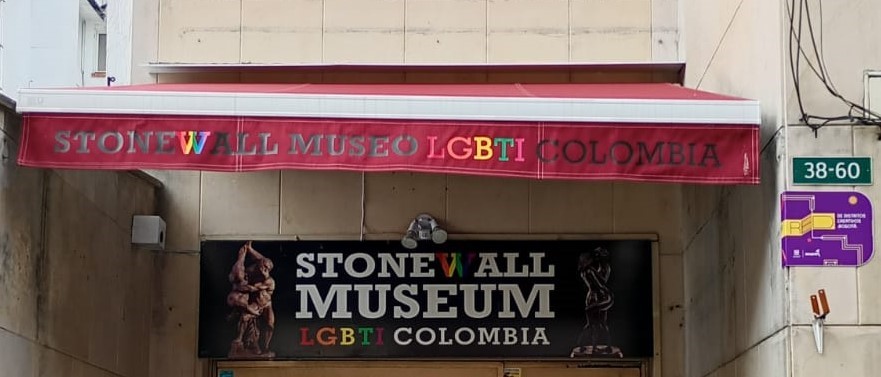 STONEWALL MUSEO LGBTI COLOMBIA
38-60
STONEWALL
MUSEUM
LGBTI COLOMBIA